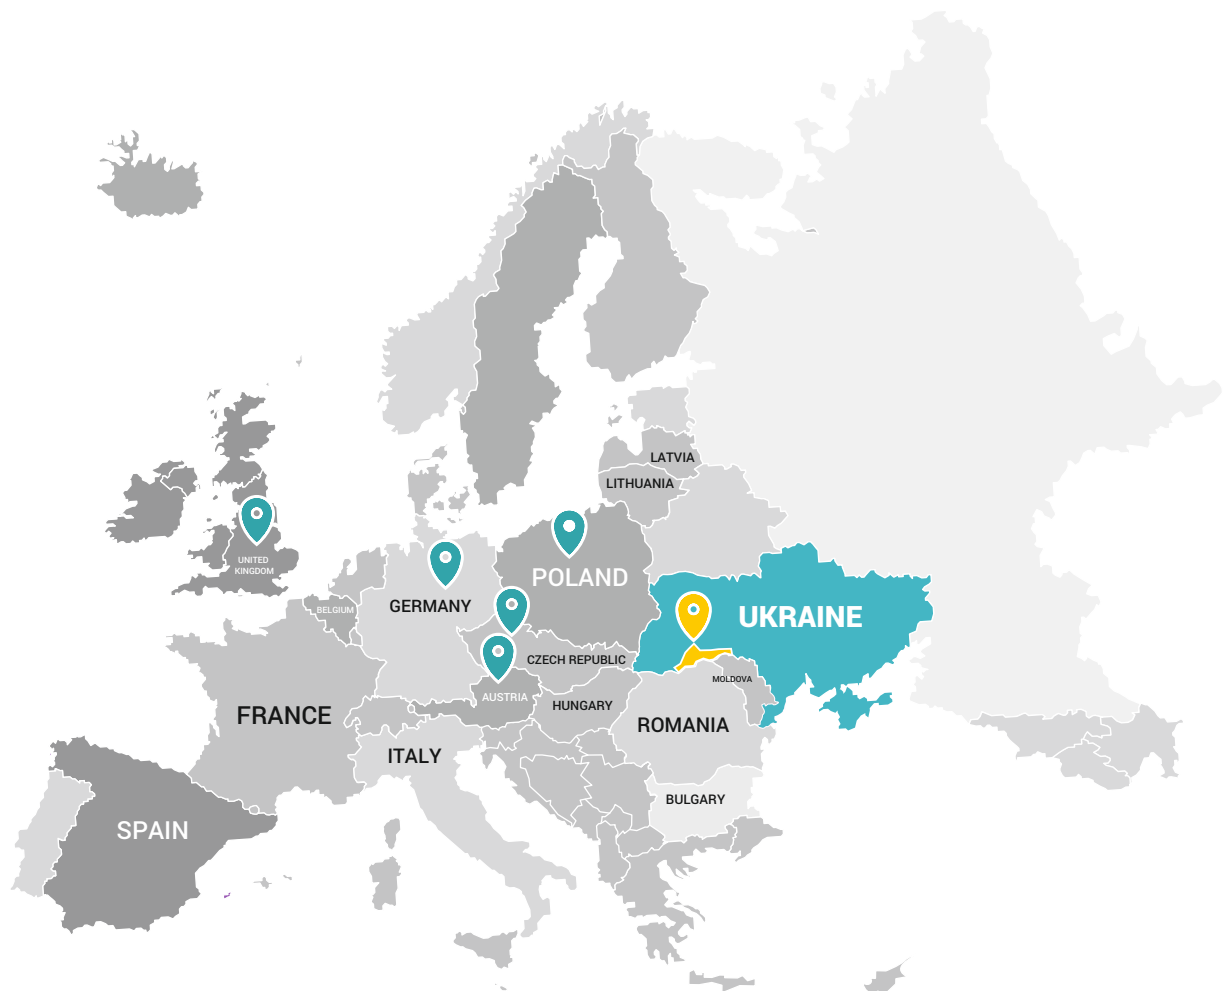 LATVIA
LITHUANIA
UNITED
KINGDOM
POLAND
BELGIUM
GERMANY
UKRAINE
CZECH REPUBLIC
MOLDOVA
AUSTRIA
HUNGARY
FRANCE
ROMANIA
ITALY
BULGARY
SPAIN